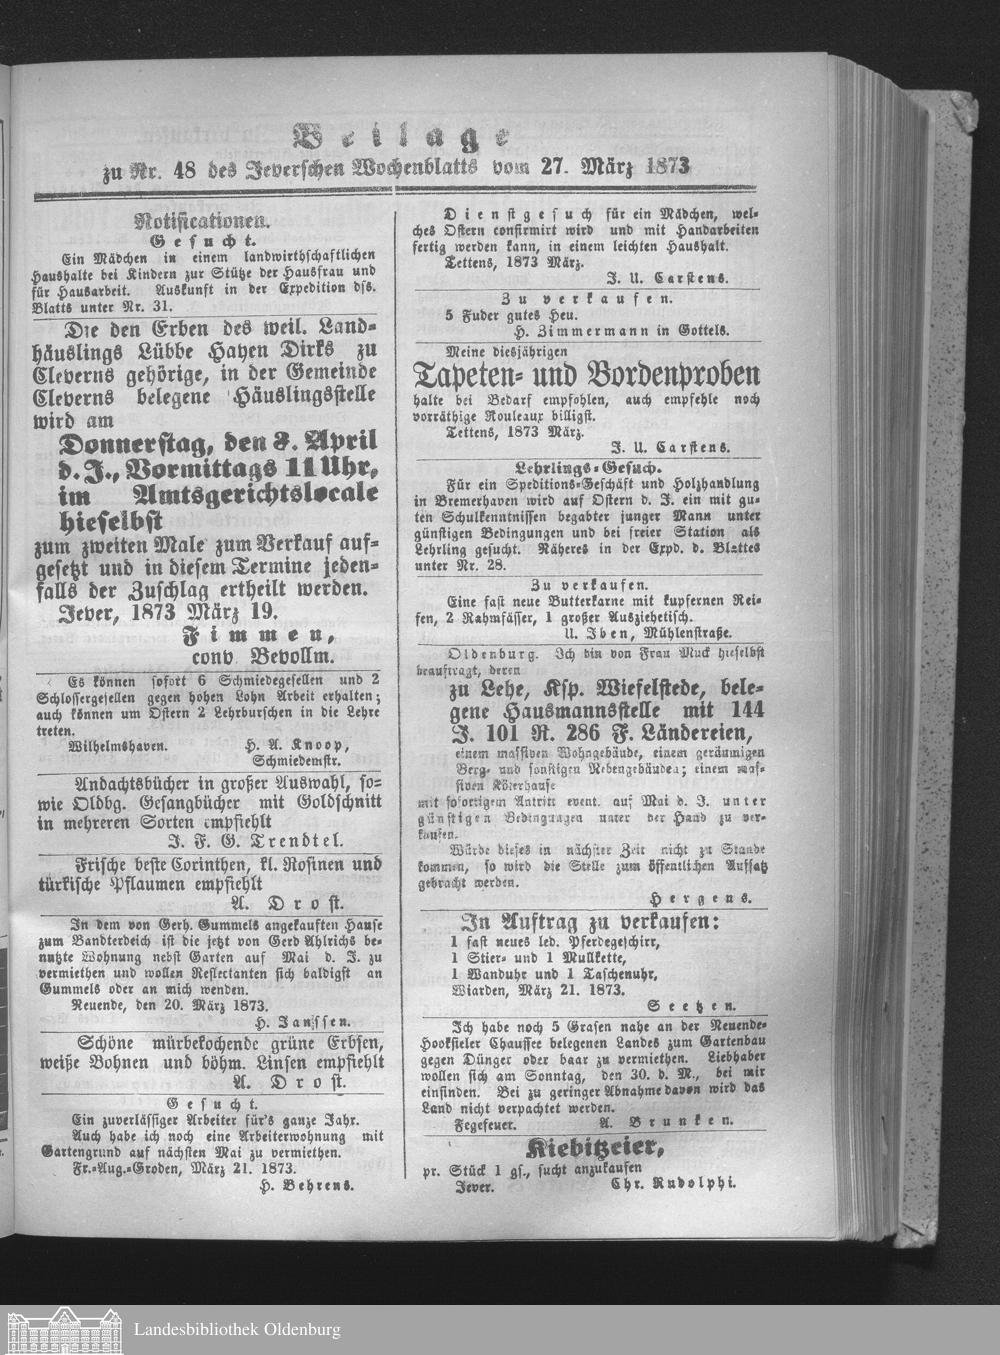 Beilage
zu Nr. 48 des Jeverschen Wochenblatts vom 27. März 1873
Notificationen.
Gesucht.
Ein Mädchen in einem landwirthschaftlichen
Haushalte bei Kindern zur Stütze der Hausfrau und
für Hausarbeit. Auskunft in der Expedition dss.
Blatts unter Nr. 31.
Die den Erben des weil. Land-
häuslings Lübbe Hayen Dirks zu
Cleverns gehörige, in der Gemeinde
Cleverns belegene Häuslingsstelle
wird am
Donnerstag, den 3. April
d. J., Vormittags 11 Uhr,
im Amtsgerichtslocale
hieselbst
zum zweiten Male zum Verkauf auf-
gesetzt und in diesem Termine jeden-
falls der Zuschlag ertheilt werden.
Jever, 1873 März 19.
Fimmen,
conv. Bevollm.
Es können sofort 6 Schmiedegesellen und 2
Schlossergesellen gegen hohen Lohn Arbeit erhalten;
auch können um Ostern 2 Lehrburschen in die Lehre
treten.
Wilhelmshaven. H. A. Knoop,
Schmiedemstr.
Andachtsbücher in großer Auswahl, so-
wie Oldbg. Gesangbücher mit Goldschnitt
in mehreren Sorten empfiehlt
J. F. G. Trendtel.
Frische beste Corinthen, kl. Rosinen und
türkische Pflaumen empfiehlt
A. Drost.
In dem von Gerh. Gummels angekauften Hause
zum Bandterdeich ist die jetzt von Gerd Ahlrichs be-
nutzte Wohnung nebst Garten auf Mai d. J. zu
vermiethen und wollen Reflectanten sich baldigst an
Gummels oder an mich wenden.
Neuende, den 20. März 1873.
H. Janssen.
Schöne mürbekochende grüne Erbsen,
weiße Bohnen und böhm. Linsen empfiehlt
A. Drost.
Gesucht.
Ein zuverlässiger Arbeiter für's ganze Jahr.
Auch habe ich noch eine Arbeiterwohnung mit
Gartengrund auf nächsten Mai zu vermiethen.
Fr.-Aug.-Groden, März 21. 1873.
H. Behrens.
Dienstgesuch für ein Mädchen, wel-
ches Ostern confirmirt wird und mit Handarbeiten
fertig werden kann, in einem leichten Haushalt.
Tettens, 1873 März.
J. U. Carstens.
Zu verkaufen.
5 Fuder gutes Heu.
H. Zimmermann in Gottels.
Meine diesjährigen
Tapeten- und Bordenproben
halte bei Bedarf empfohlen, auch empfehle noch
vorräthige Rouleaux billigst.
Tettens, 1873 März.
J. U. Carstens.
Lehrlings-Gesuch.
Für ein Speditions-Geschäft und Holzhandlung
in Bremerhaven wird auf Ostern d. J. ein mit gu-
ten Schulkenntnissen begabter junger Mann unter
günstigen Bedingungen und bei freier Station als
Lehrling gesucht. Näheres in der Expd. d. Blattes
unter Nr. 28.
Zu verkaufen.
Eine fast neue Butterkarne mit kupfernen Rei-
fen, 2 Rahmfässer, 1 großer Ausziehetisch.
U. Iben, Mühlenstraße.
Oldenburg. Ich bin von Frau Muck hieselbst
beauftragt, deren
zu Lehe, Ksp. Wiefelstede, bele-
gene Hausmannsstelle mit 144
J. 101 R. 286 F. Ländereien,
einem massiven Wohngebäude, einem geräumigen
Berg- und sonstigen Nebengebäuden; einem mas-
siven Köterhause
mit sofortigem Antritt event. auf Mai d. J. unter
günstigen Bedingungen unter der Hand zu ver-
kaufen.
Würde dieses in nächster Zeit nicht zu Stande
kommen, so wird die Stelle zum öffentlichen Aufsatz
gebracht werden.
Hergens.
In Auftrag zu verkaufen:
1 fast neues led. Pferdegeschirr,
1 Stier- und 1 Mullkette,
1 Wanduhr und 1 Taschenuhr,
Wiarden, März 21. 1873.
Seetzen.
Ich habe noch 5 Grasen nahe an der Neuende-
Hooksieler Chaussee belegenen Landes zum Gartenbau
gegen Dünger oder baar zu vermiethen. Liebhaber
wollen sich am Sonntag, den 30. d. M., bei mir
einfinden. Bei zu geringer Abnahme davon wird das
Land nicht verpachtet werden.
Fegefeuer. A. Brunken.
Kiebitzeier,
pr. Stück 1 gs., sucht anzukaufen
Jever. Chr. Rudolphi.
Landesbibliothek Oldenburg